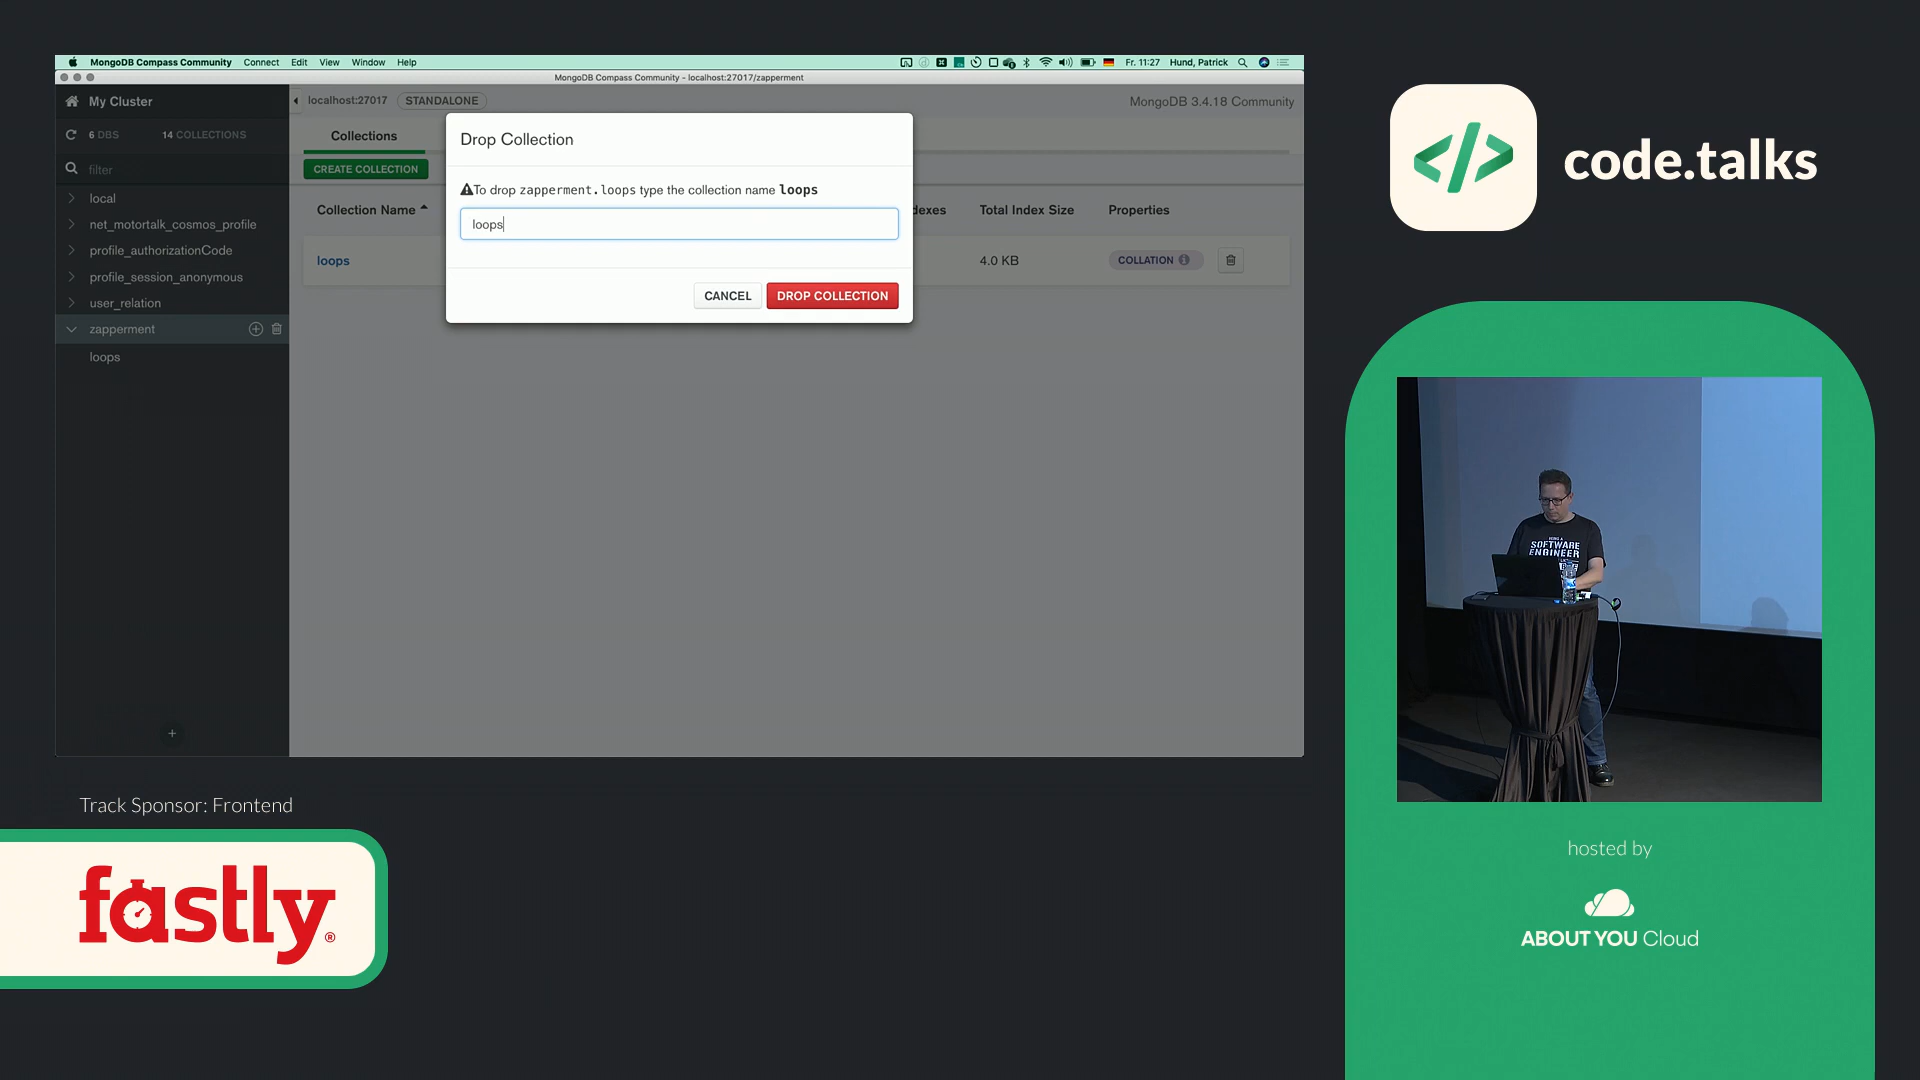 MongoDB Compass Community Connect Edit View Window Help Fr. 11:27 Hund, Patrick
MongoDB Compass Community - localhost:27017/zapperment
My Cluster
6 DBS 14 COLLECTIONS
filter
local
net_motortalk_cosmos_profile
profile_authorizationCode
profile_session_anonymous
user_relation
zapperment
loops
+
localhost:27017 STANDALONE MongoDB 3.4.18 Community
Collections
CREATE COLLECTION
Collection Name dexes Total Index Size Properties
loops 4.0 KB COLLATION
Drop Collection
To drop zapperment.loops type the collection name loops
loops
CANCEL DROP COLLECTION
code.talks
SOFTWARE
ENGINEER
Track Sponsor: Frontend
fastly®
hosted by
ABOUT YOU Cloud